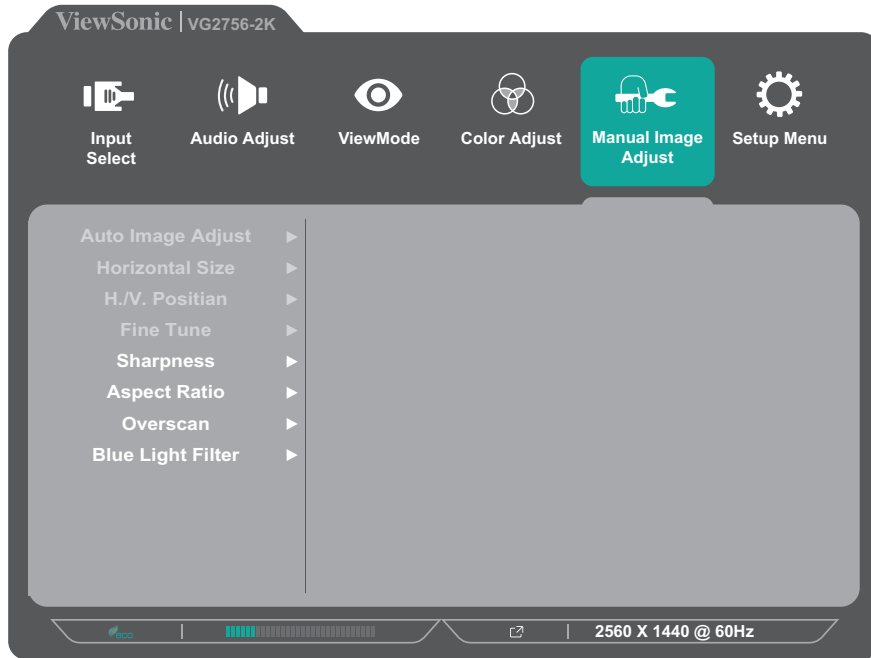 ViewSonic | VG2756-2K
Input Select
Audio Adjust
ViewMode
Color Adjust
Manual Image Adjust
Setup Menu
Auto Image Adjust
Horizontal Size
H./V. Positian
Fine Tune
Sharpness
Aspect Ratio
Overscan
Blue Light Filter
eco
2560 X 1440 @ 60Hz